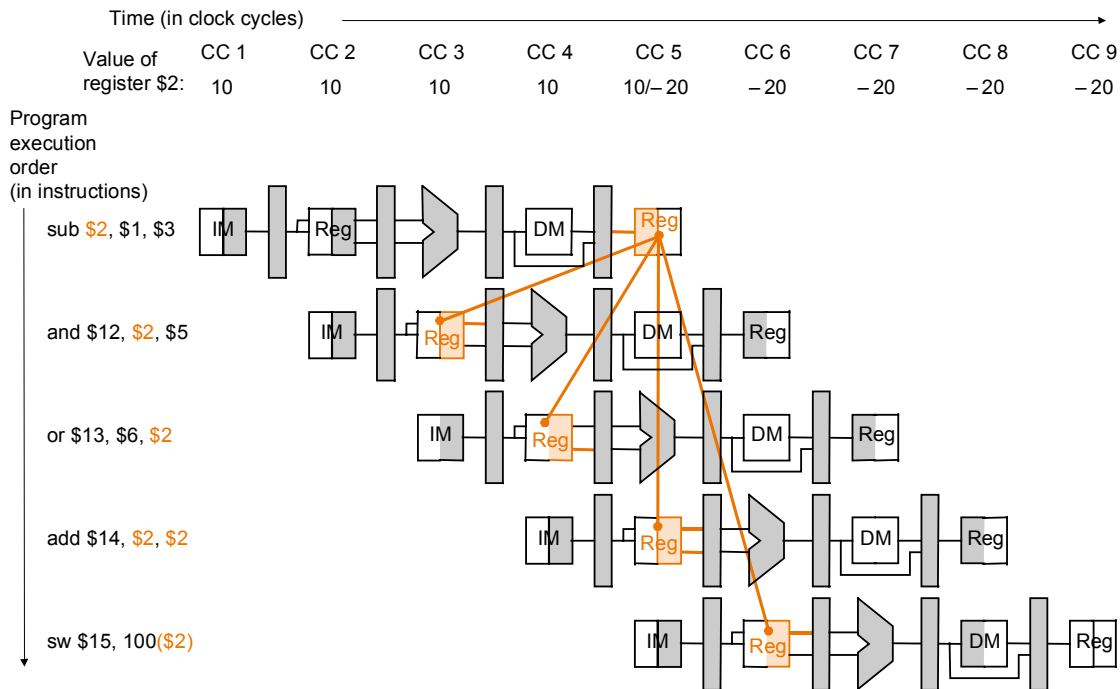 Time (in clock cycles)
CC 1 CC 2 CC 3 CC 4 CC 5 CC 6 CC 7 CC 8 CC 9
Value of
register $2:
10 10 10 10 10/– 20 – 20 – 20 – 20 – 20
Program
execution
order
(in instructions)
sub $2, $1, $3
IM Reg DM Reg
and $12, $2, $5
IM Reg DM Reg
or $13, $6, $2
IM Reg DM Reg
add $14, $2, $2
IM Reg DM Reg
sw $15, 100($2)
IM Reg DM Reg